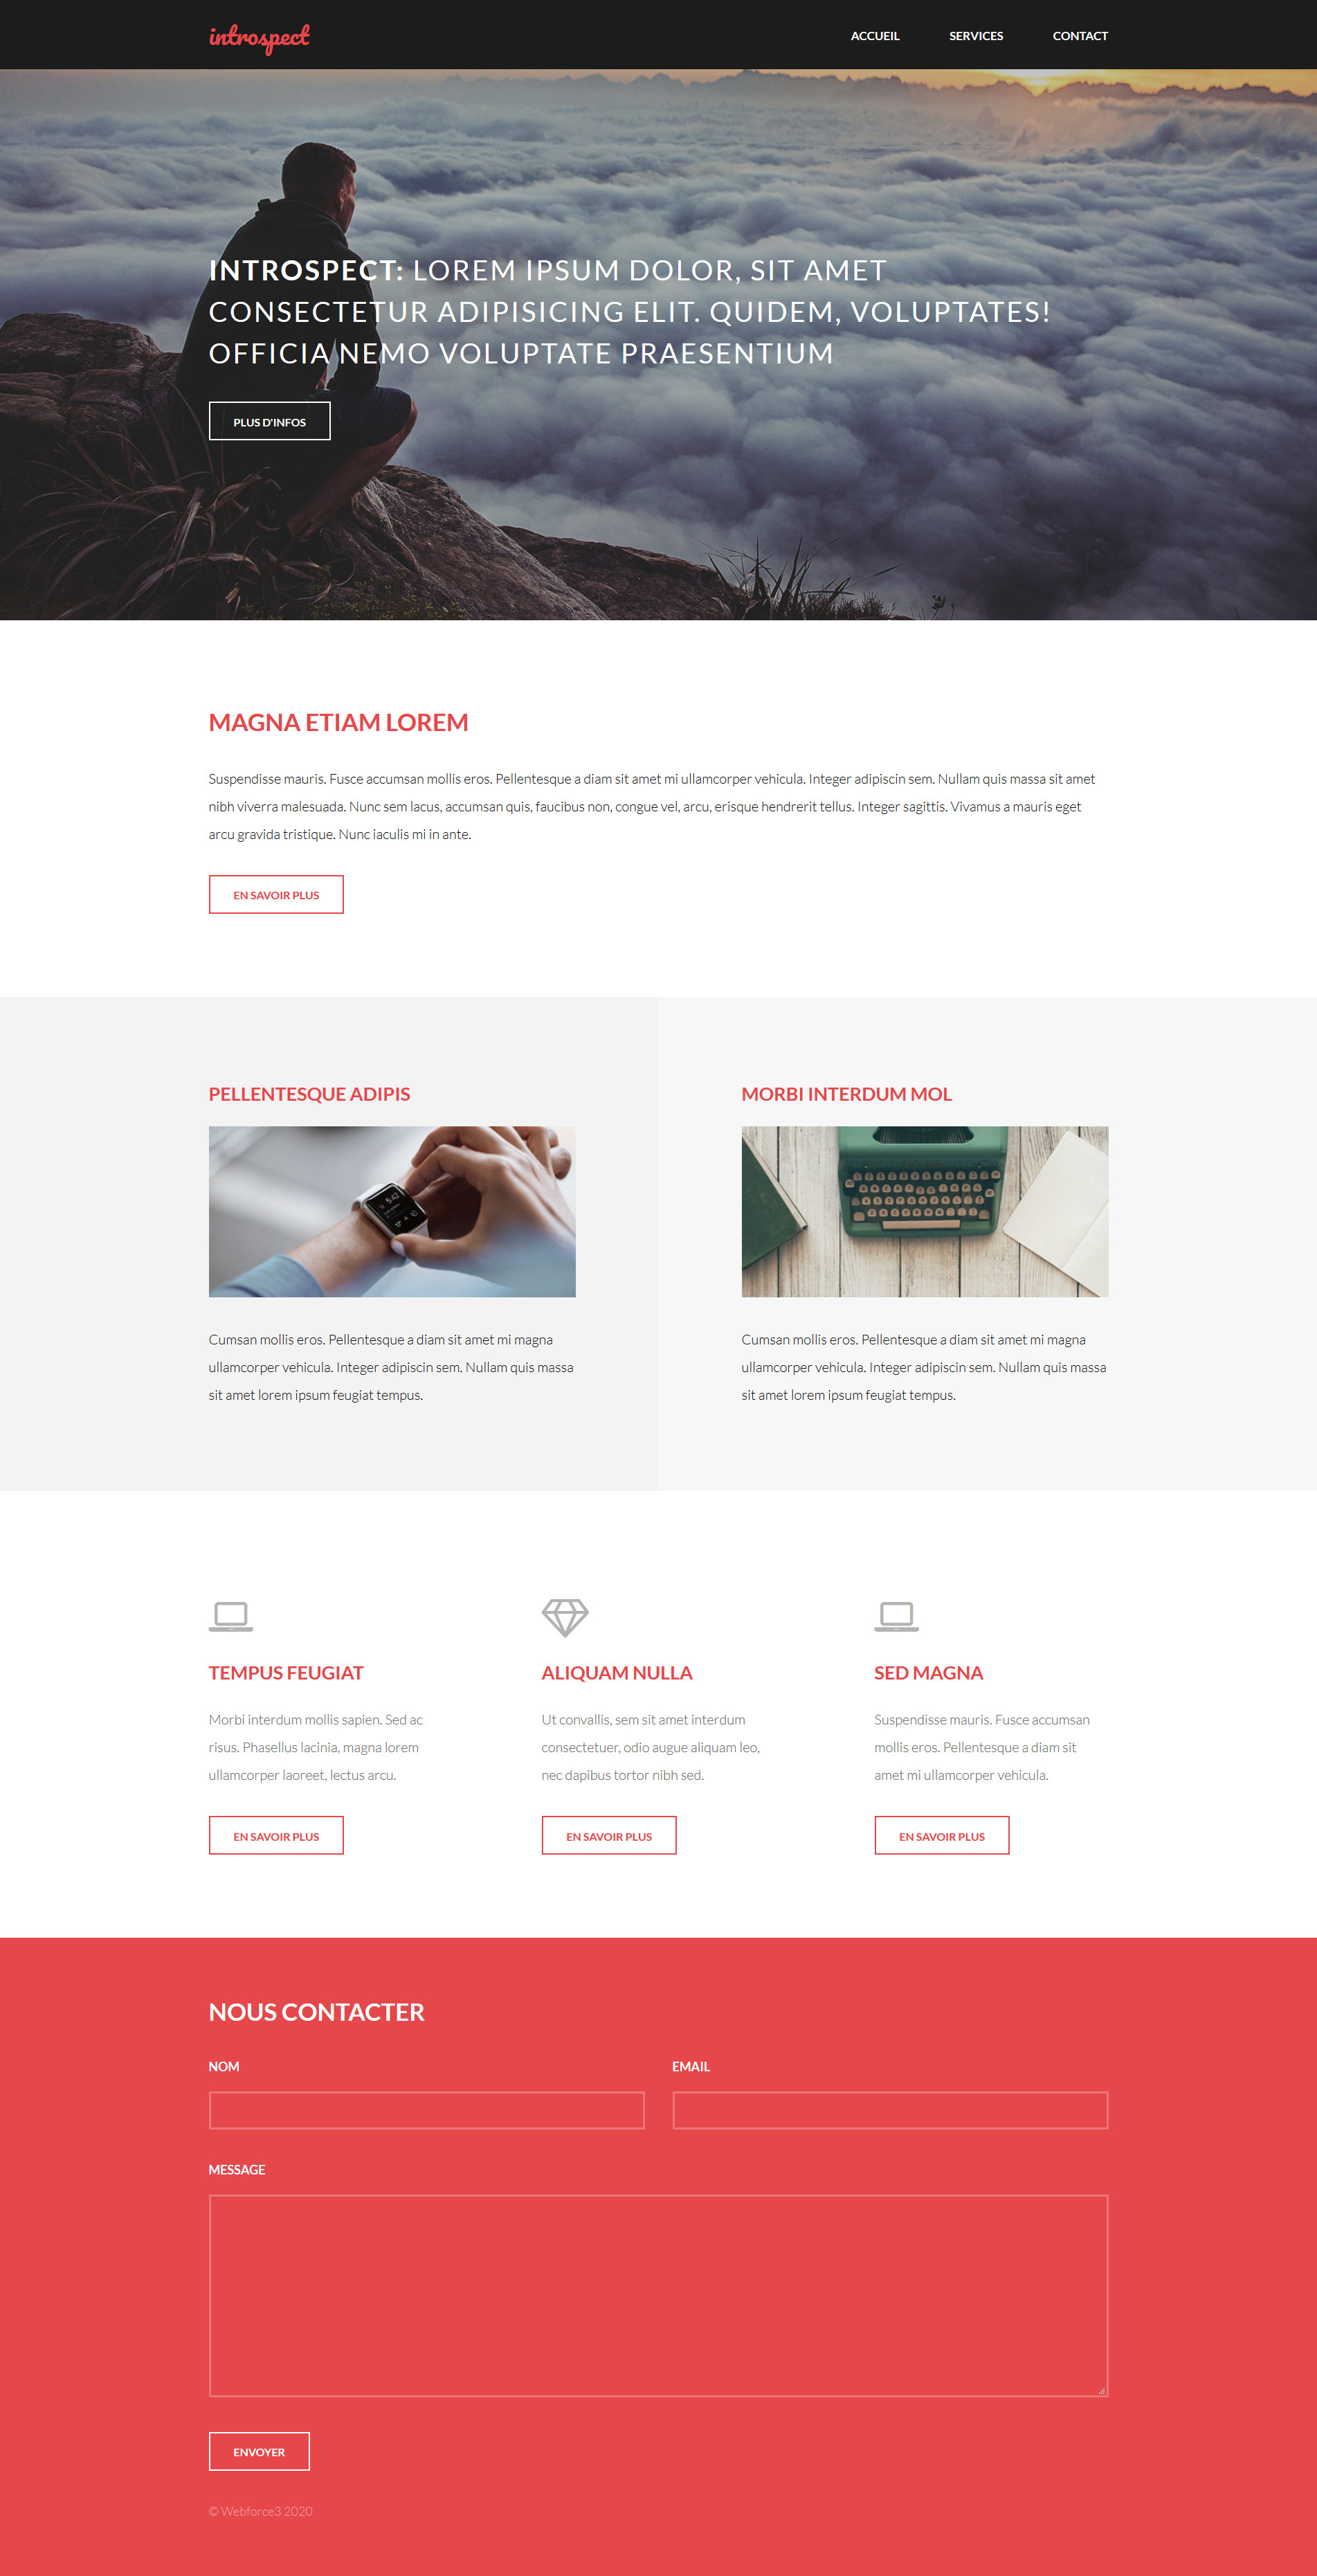 introspect
ACCUEIL SERVICES CONTACT
INTROSPECT: LOREM IPSUM DOLOR, SIT AMET
CONSECTETUR ADIPISICING ELIT. QUIDEM, VOLUPTATES!
OFFICIA NEMO VOLUPTATE PRAESENTIUM
PLUS D'INFOS
MAGNA ETIAM LOREM
Suspendisse mauris. Fusce accumsan mollis eros. Pellentesque a diam sit amet mi ullamcorper vehicula. Integer adipiscin sem. Nullam quis massa sit amet
nibh viverra malesuada. Nunc sem lacus, accumsan quis, faucibus non, congue vel, arcu, erisque hendrerit tellus. Integer sagittis. Vivamus a mauris eget
arcu gravida tristique. Nunc iaculis mi in ante.
EN SAVOIR PLUS
PELLENTESQUE ADIPIS
5:42
Cumsan mollis eros. Pellentesque a diam sit amet mi magna
ullamcorper vehicula. Integer adipiscin sem. Nullam quis massa
sit amet lorem ipsum feugiat tempus.
MORBI INTERDUM MOL
Cumsan mollis eros. Pellentesque a diam sit amet mi magna
ullamcorper vehicula. Integer adipiscin sem. Nullam quis massa
sit amet lorem ipsum feugiat tempus.
TEMPUS FEUGIAT
Morbi interdum mollis sapien. Sed ac
risus. Phasellus lacinia, magna lorem
ullamcorper laoreet, lectus arcu.
EN SAVOIR PLUS
ALIQUAM NULLA
Ut convallis, sem sit amet interdum
consectetuer, odio augue aliquam leo,
nec dapibus tortor nibh sed.
EN SAVOIR PLUS
SED MAGNA
Suspendisse mauris. Fusce accumsan
mollis eros. Pellentesque a diam sit
amet mi ullamcorper vehicula.
EN SAVOIR PLUS
NOUS CONTACTER
NOM
EMAIL
MESSAGE
ENVOYER
© Webforce3 2020